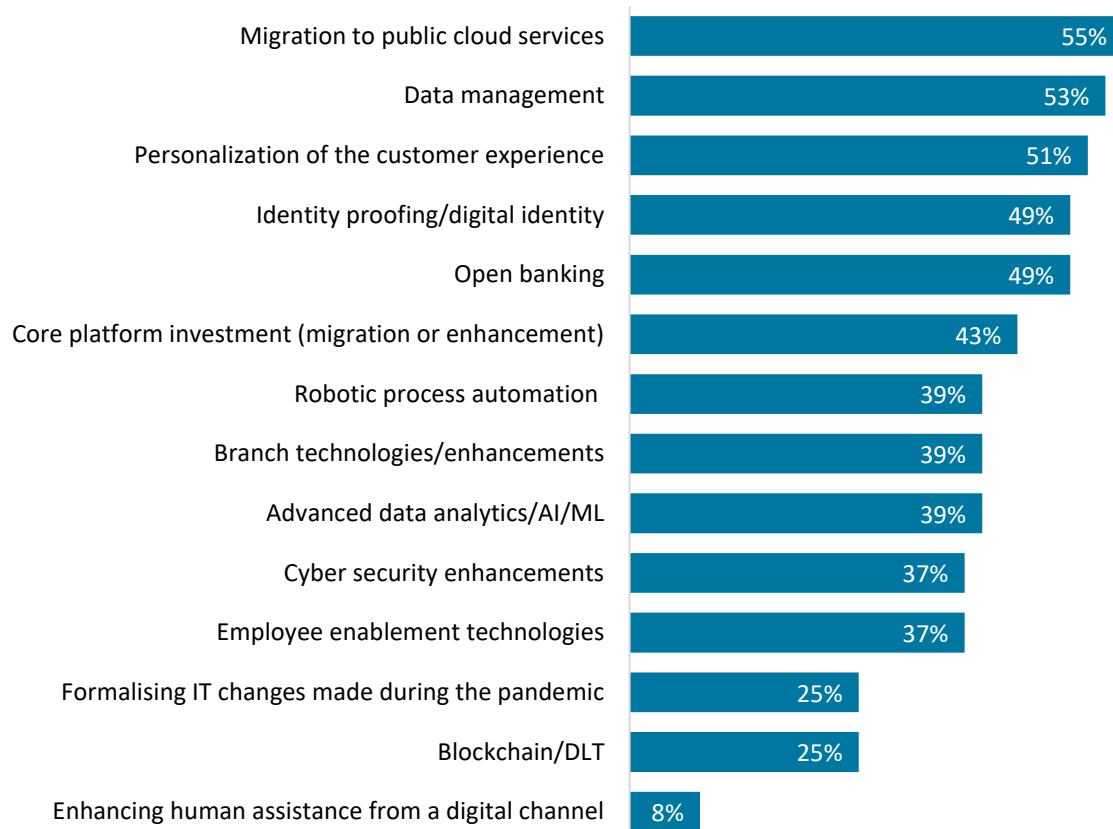 Migration to public cloud services 55%
Data management 53%
Personalization of the customer experience 51%
Identity proofing/digital identity 49%
Open banking 49%
Core platform investment (migration or enhancement) 43%
Robotic process automation 39%
Branch technologies/enhancements 39%
Advanced data analytics/AI/ML 39%
Cyber security enhancements 37%
Employee enablement technologies 37%
Formalising IT changes made during the pandemic 25%
Blockchain/DLT 25%
Enhancing human assistance from a digital channel 8%